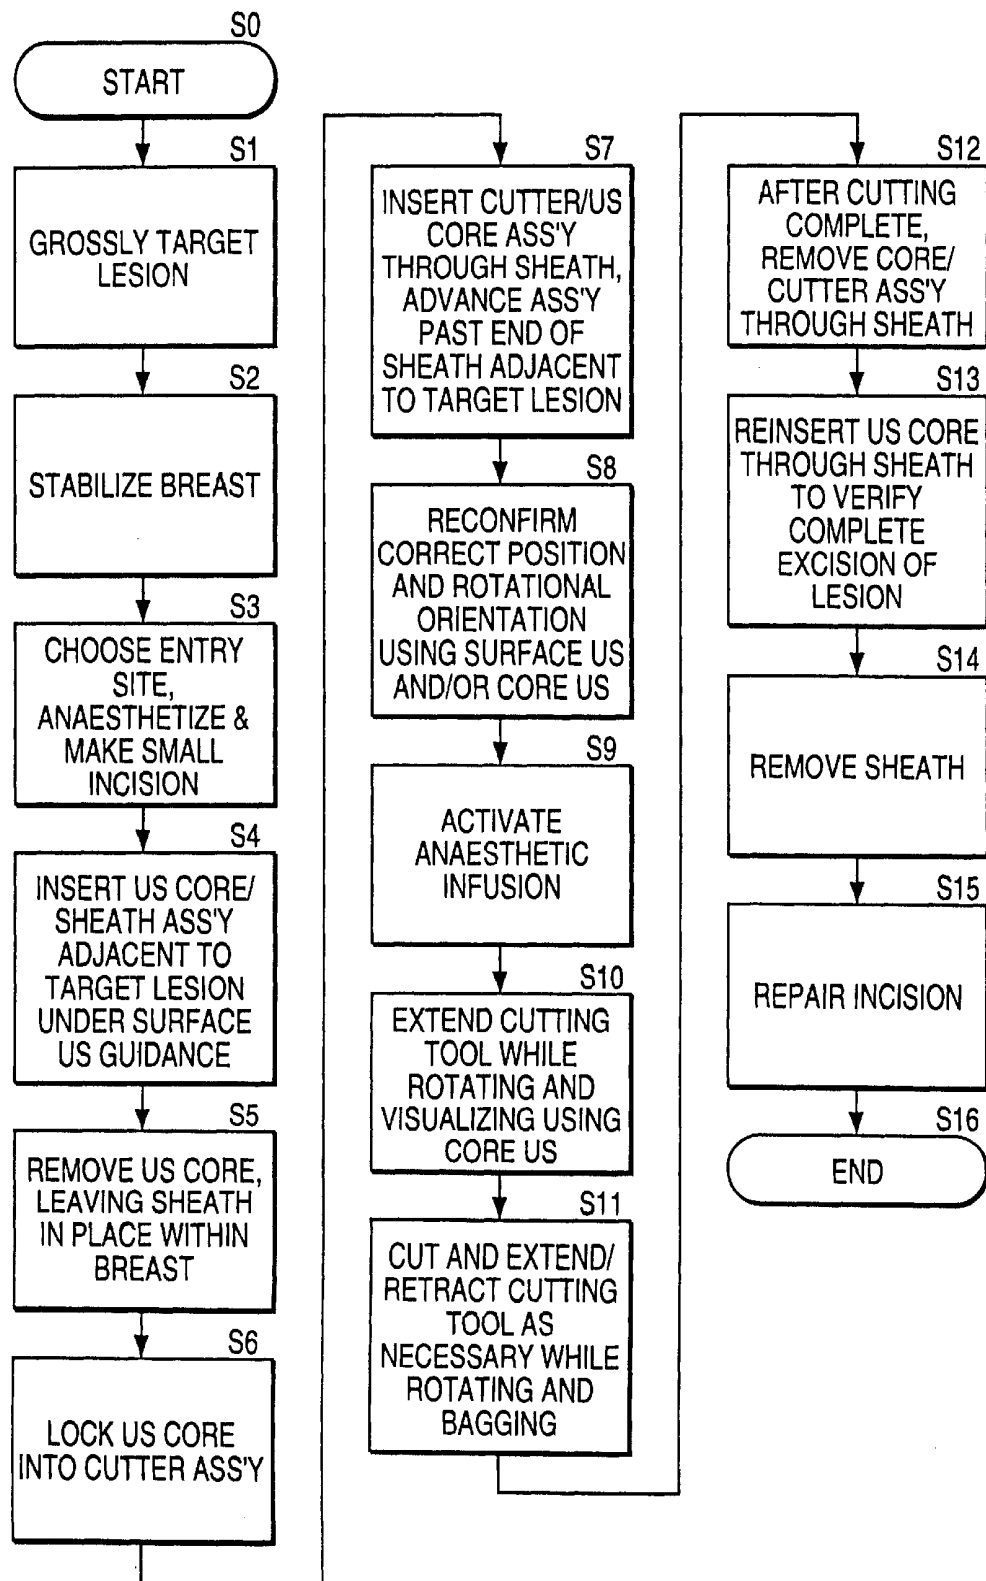 S0
START
S1
GROSSLY TARGET
LESION
S2
STABILIZE BREAST
S3
CHOOSE ENTRY
SITE,
ANAESTHETIZE &
MAKE SMALL
INCISION
S4
INSERT US CORE/
SHEATH ASS'Y
ADJACENT TO
TARGET LESION
UNDER SURFACE
US GUIDANCE
S5
REMOVE US CORE,
LEAVING SHEATH
IN PLACE WITHIN
BREAST
S6
LOCK US CORE
INTO CUTTER ASS'Y
S7
INSERT CUTTER/US
CORE ASS'Y
THROUGH SHEATH,
ADVANCE ASS'Y
PAST END OF
SHEATH ADJACENT
TO TARGET LESION
S8
RECONFIRM
CORRECT POSITION
AND ROTATIONAL
ORIENTATION
USING SURFACE US
AND/OR CORE US
S9
ACTIVATE
ANAESTHETIC
INFUSION
S10
EXTEND CUTTING
TOOL WHILE
ROTATING AND
VISUALIZING USING
CORE US
S11
CUT AND EXTEND/
RETRACT CUTTING
TOOL AS
NECESSARY WHILE
ROTATING AND
BAGGING
S12
AFTER CUTTING
COMPLETE,
REMOVE CORE/
CUTTER ASS'Y
THROUGH SHEATH
S13
REINSERT US CORE
THROUGH SHEATH
TO VERIFY
COMPLETE
EXCISION OF
LESION
S14
REMOVE SHEATH
S15
REPAIR INCISION
S16
END